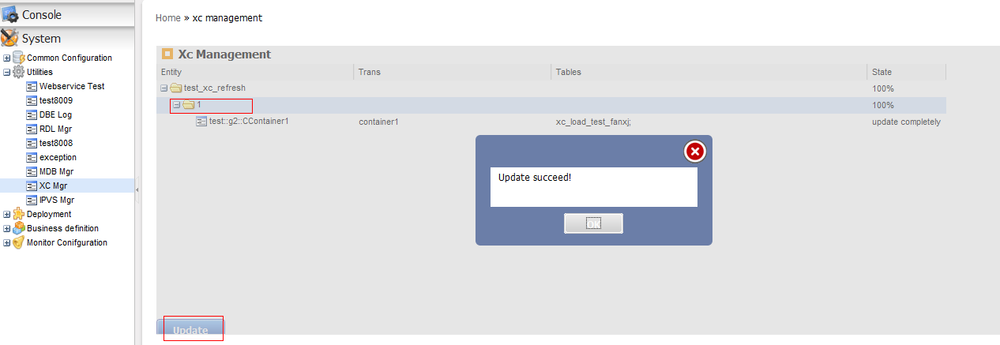 Console
System
Common Configuration
Utilities
Webservice Test
test8009
DBE Log
RDL Mgr
test8008
exception
MDB Mgr
XC Mgr
IPVS Mgr
Deployment
Business definition
Monitor Conifguration
Home » xc management
Xc Management
Entity Trans Tables State
test_xc_refresh 100%
1 100%
test::g2::CContainer1 container1 xc_load_test_fanxj; update completely
Update succeed!
OK
Update